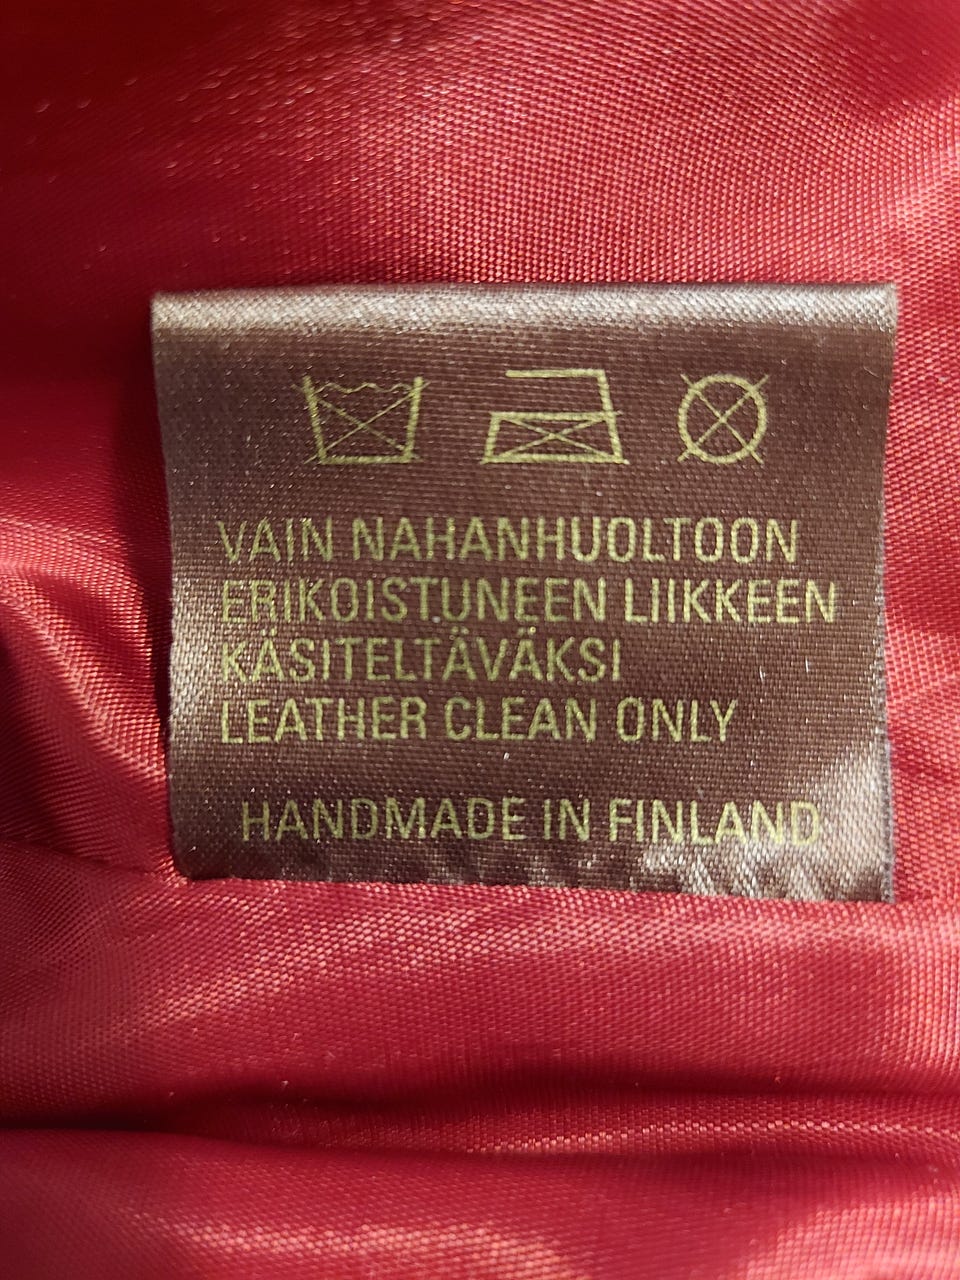 VAIN NAHANHUOLTOON
ERIKOISTUNEEN LIIKKEEN
KÄSITELTÄVÄKSI
LEATHER CLEAN ONLY
HANDMADE IN FINLAND